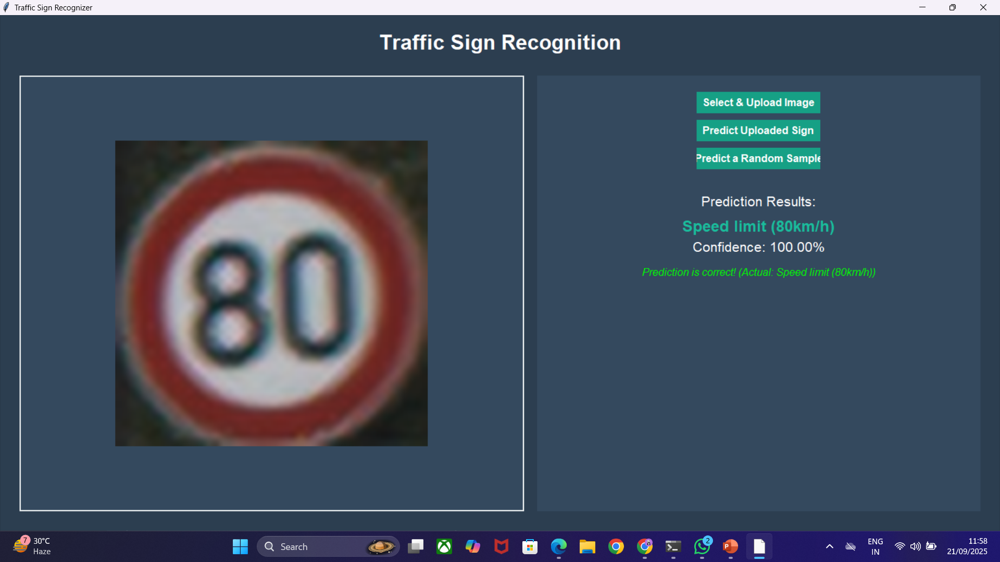 Traffic Sign Recognizer
Traffic Sign Recognition
80
Select & Upload Image
Predict Uploaded Sign
Predict a Random Sample
Prediction Results:
Speed limit (80km/h)
Confidence: 100.00%
Prediction is correct! (Actual: Speed limit (80km/h))
7
30°C
Haze
Search
2
P
ENG
IN
11:58
21/09/2025